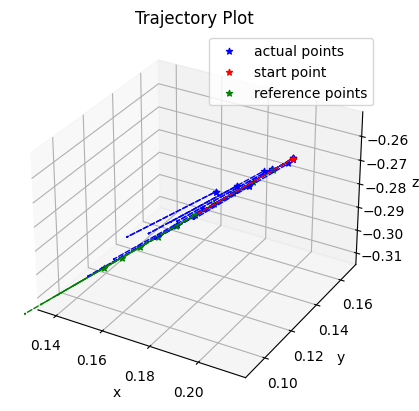 Trajectory Plot
actual points
start point
reference points
−0.26
−0.27
−0.28
−0.29
−0.30
−0.31
z
0.14
0.16
0.18
0.20
x
0.10
0.12
0.14
0.16
y